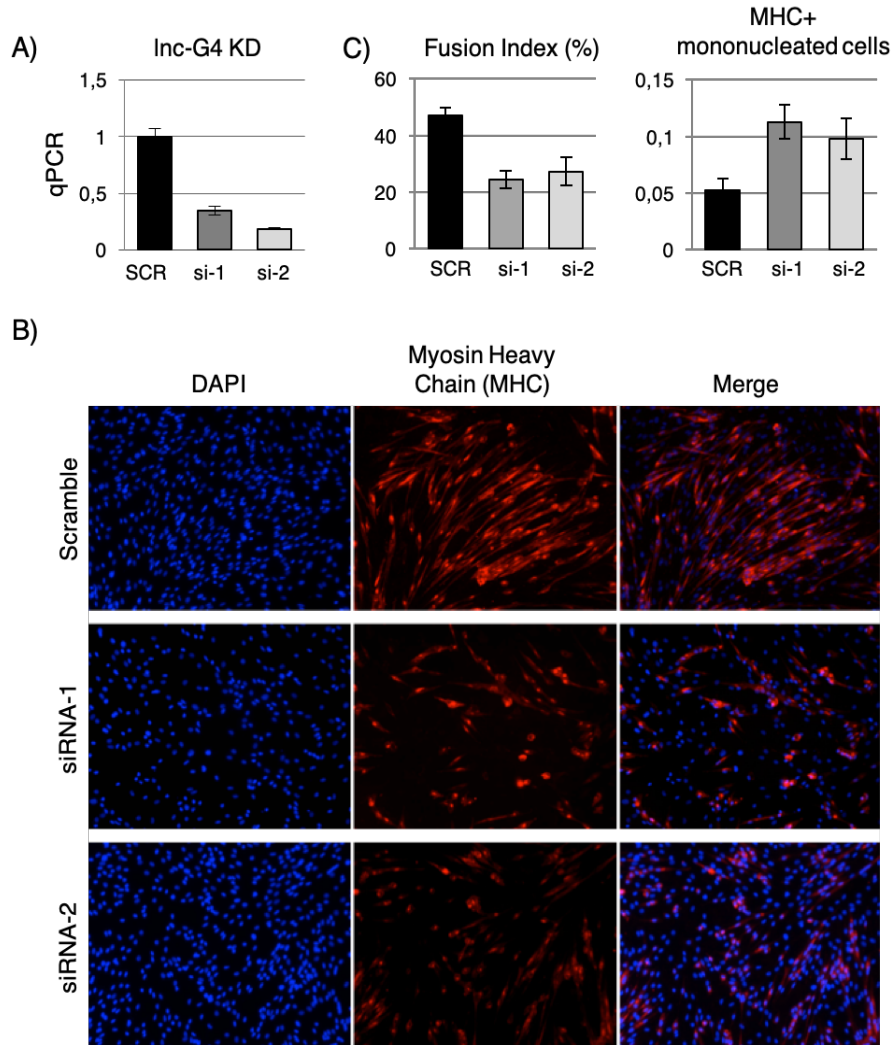 A)
lnc-G4 KD
qPCR
1,5
1
0,5
0
SCR si-1 si-2
C)
Fusion Index (%)
60
40
20
0
SCR si-1 si-2
MHC+
mononucleated cells
0,15
0,1
0,05
0
SCR si-1 si-2
B)
DAPI
Myosin Heavy
Chain (MHC)
Merge
Scramble
siRNA-1
siRNA-2